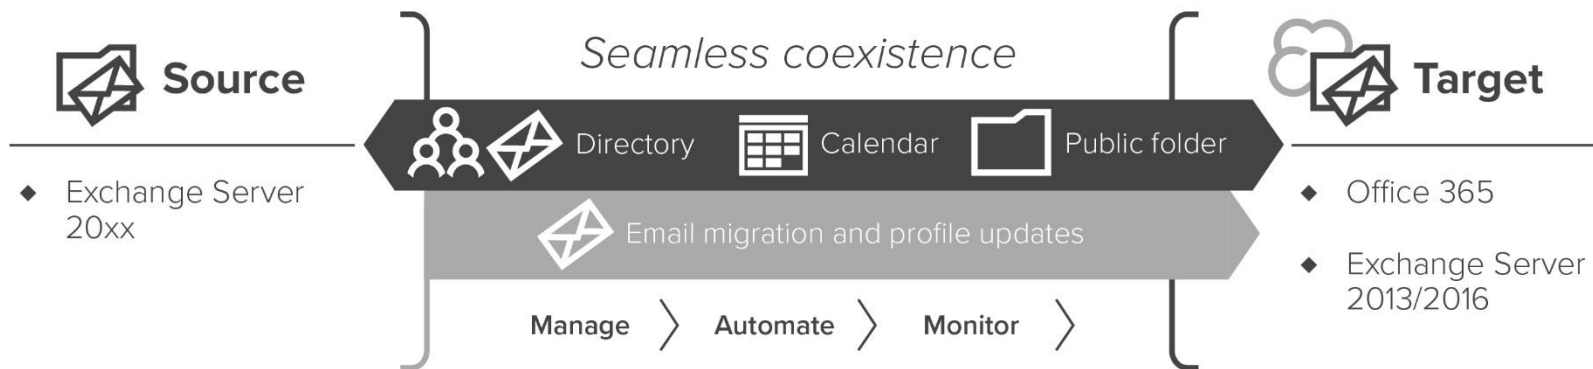 Source
Exchange Server
20xx
Seamless coexistence
Directory
Calendar
Public folder
Email migration and profile updates
Manage
Automate
Monitor
Target
Office 365
Exchange Server
2013/2016